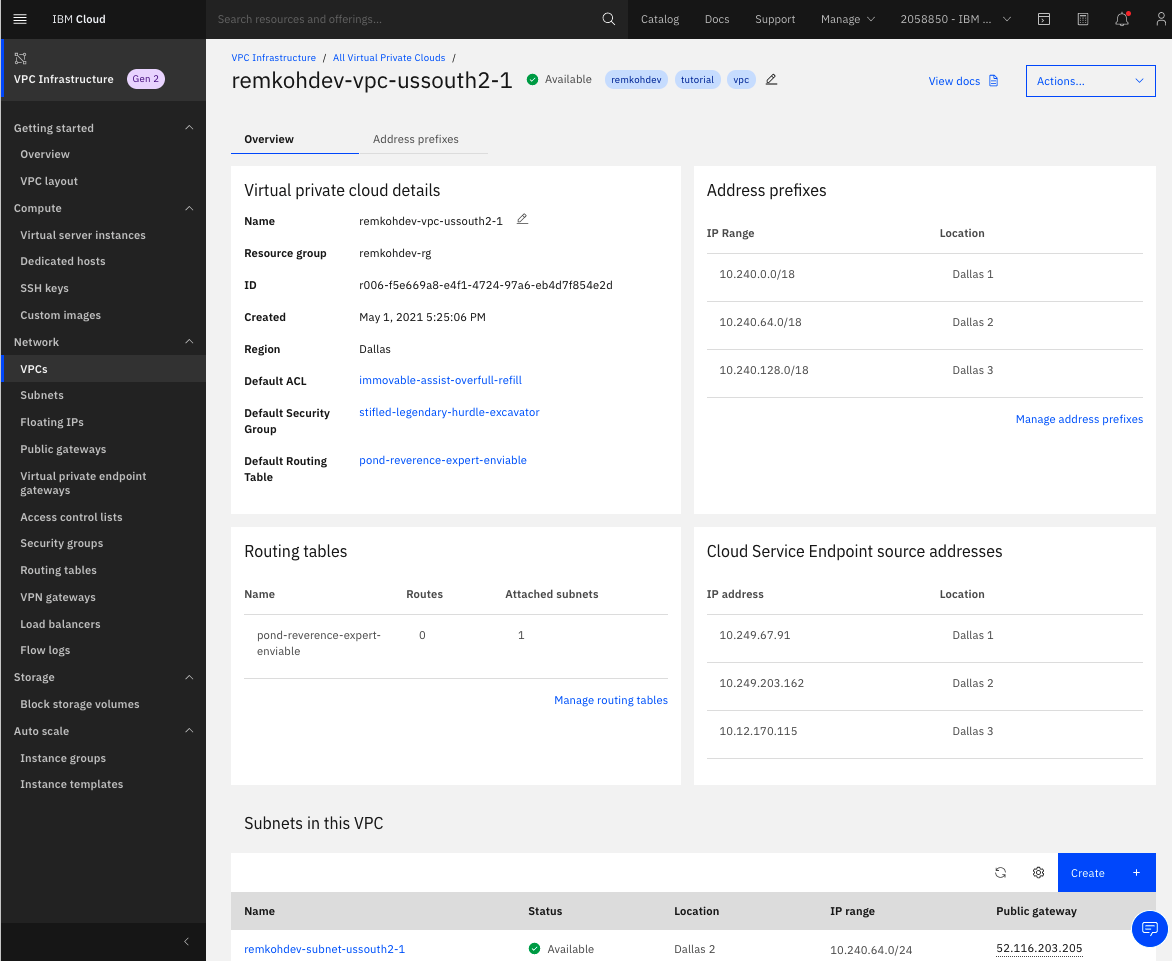 IBM Cloud
Search resources and offerings...
Catalog
Docs
Support
Manage
2058850 - IBM ...
VPC Infrastructure
Gen 2
Getting started
Overview
VPC layout
Compute
Virtual server instances
Dedicated hosts
SSH keys
Custom images
Network
VPCs
Subnets
Floating IPs
Public gateways
Virtual private endpoint
gateways
Access control lists
Security groups
Routing tables
VPN gateways
Load balancers
Flow logs
Storage
Block storage volumes
Auto scale
Instance groups
Instance templates
VPC Infrastructure / All Virtual Private Clouds /
remkohdev-vpc-ussouth2-1
Available
remkohdev
tutorial
vpc
View docs
Actions...
Overview
Address prefixes
Virtual private cloud details
Name remkohdev-vpc-ussouth2-1
Resource group remkohdev-rg
ID r006-f5e669a8-e4f1-4724-97a6-eb4d7f854e2d
Created May 1, 2021 5:25:06 PM
Region Dallas
Default ACL immovable-assist-overfull-refill
Default Security stifled-legendary-hurdle-excavator
Group
Default Routing pond-reverence-expert-enviable
Table
Address prefixes
IP Range Location
10.240.0.0/18 Dallas 1
10.240.64.0/18 Dallas 2
10.240.128.0/18 Dallas 3
Manage address prefixes
Routing tables
Name Routes Attached subnets
pond-reverence-expert- 0 1
enviable
Manage routing tables
Cloud Service Endpoint source addresses
IP address Location
10.249.67.91 Dallas 1
10.249.203.162 Dallas 2
10.12.170.115 Dallas 3
Subnets in this VPC
Create +
Name Status Location IP range Public gateway
remkohdev-subnet-ussouth2-1 Available Dallas 2 10.240.64.0/24 52.116.203.205